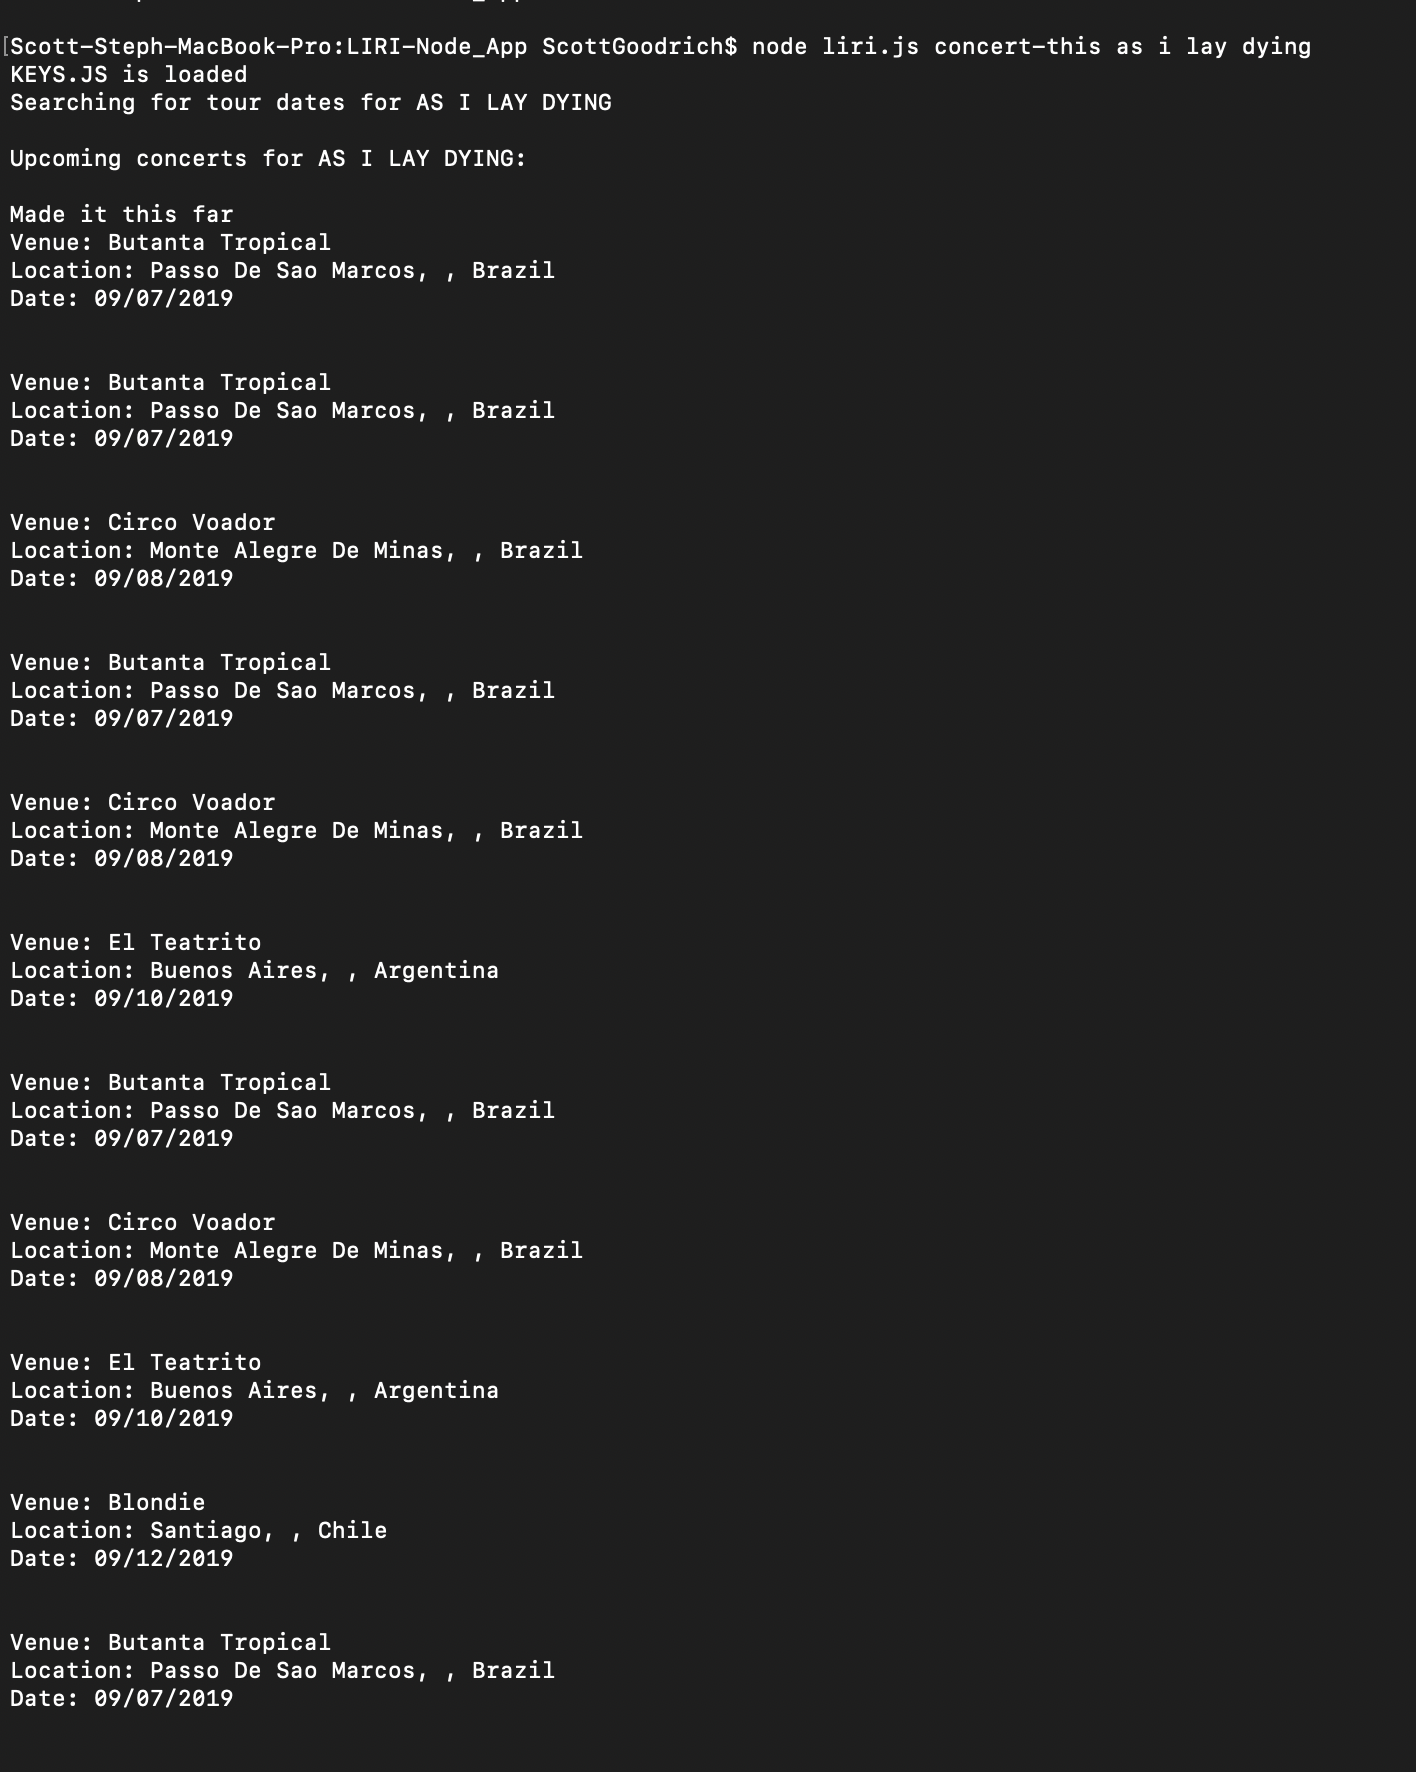 [Scott-Steph-MacBook-Pro:LIRI-Node_App ScottGoodrich$ node liri.js concert-this as i lay dying
KEYS.JS is loaded
Searching for tour dates for AS I LAY DYING
Upcoming concerts for AS I LAY DYING:
Made it this far
Venue: Butanta Tropical
Location: Passo De Sao Marcos, , Brazil
Date: 09/07/2019
Venue: Butanta Tropical
Location: Passo De Sao Marcos, , Brazil
Date: 09/07/2019
Venue: Circo Voador
Location: Monte Alegre De Minas, , Brazil
Date: 09/08/2019
Venue: Butanta Tropical
Location: Passo De Sao Marcos, , Brazil
Date: 09/07/2019
Venue: Circo Voador
Location: Monte Alegre De Minas, , Brazil
Date: 09/08/2019
Venue: El Teatrito
Location: Buenos Aires, , Argentina
Date: 09/10/2019
Venue: Butanta Tropical
Location: Passo De Sao Marcos, , Brazil
Date: 09/07/2019
Venue: Circo Voador
Location: Monte Alegre De Minas, , Brazil
Date: 09/08/2019
Venue: El Teatrito
Location: Buenos Aires, , Argentina
Date: 09/10/2019
Venue: Blondie
Location: Santiago, , Chile
Date: 09/12/2019
Venue: Butanta Tropical
Location: Passo De Sao Marcos, , Brazil
Date: 09/07/2019